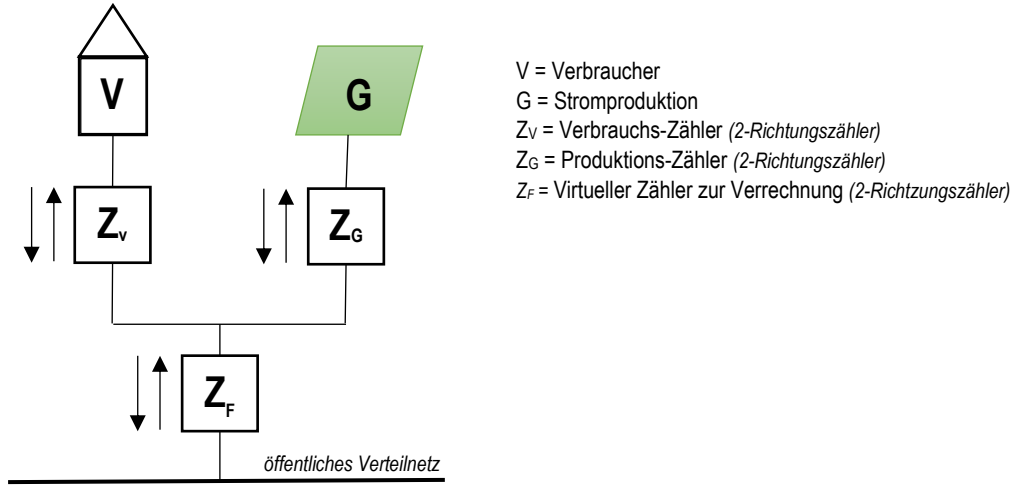 V
G
Zv
ZG
ZF
öffentliches Verteilnetz
V = Verbraucher
G = Stromproduktion
ZV = Verbrauchs-Zähler (2-Richtungszähler)
ZG = Produktions-Zähler (2-Richtungszähler)
ZF = Virtueller Zähler zur Verrechnung (2-Richtzungszähler)